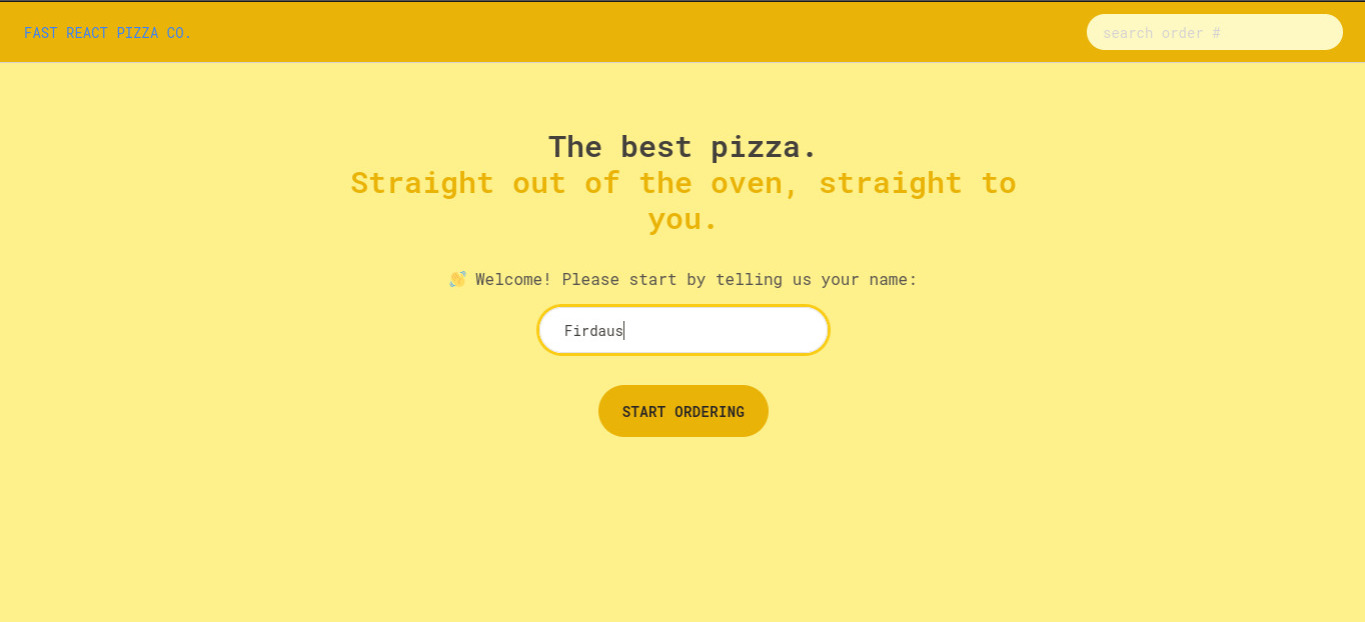 FAST REACT PIZZA CO.
search order #
The best pizza.
Straight out of the oven, straight to
you.
👋 Welcome! Please start by telling us your name:
Firdaus
START ORDERING